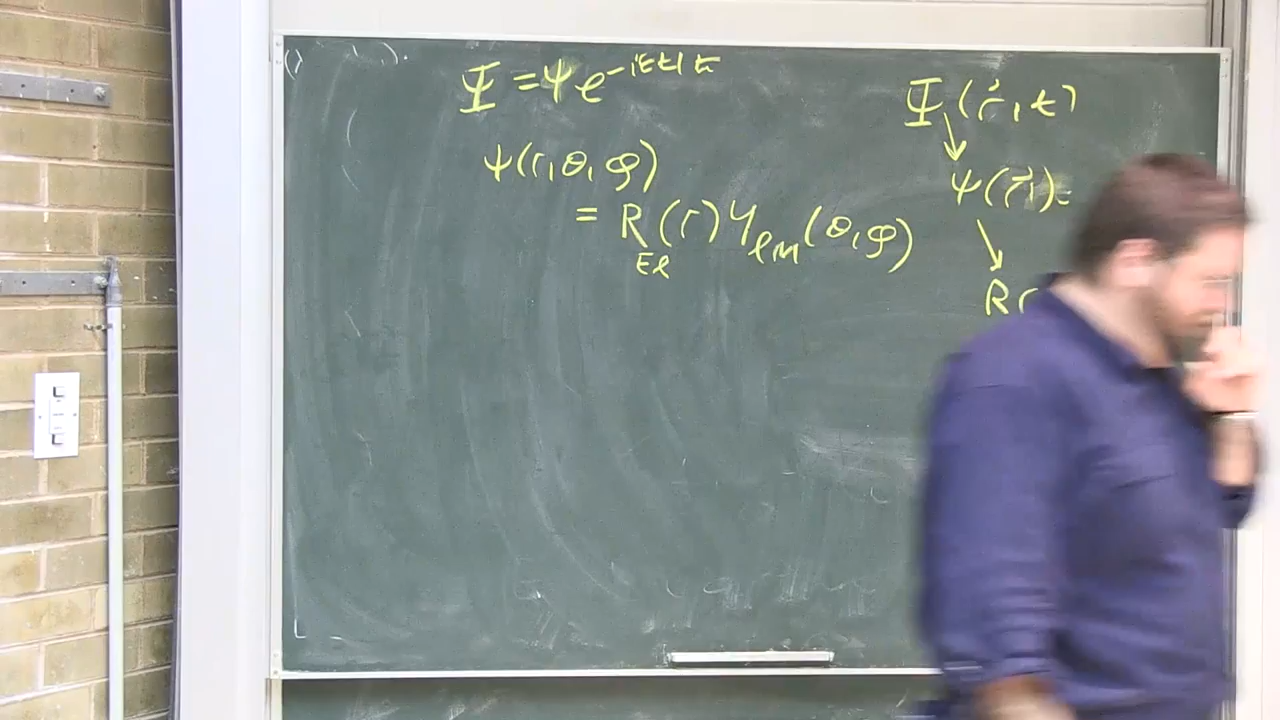 Ψ = ψ e^{-iEt/ħ}
ψ(r,θ,φ)
= R_{Eℓ}(r) Y_{ℓm}(θ,φ)
Ψ(r⃗,t)
ψ(r⃗)=
R(